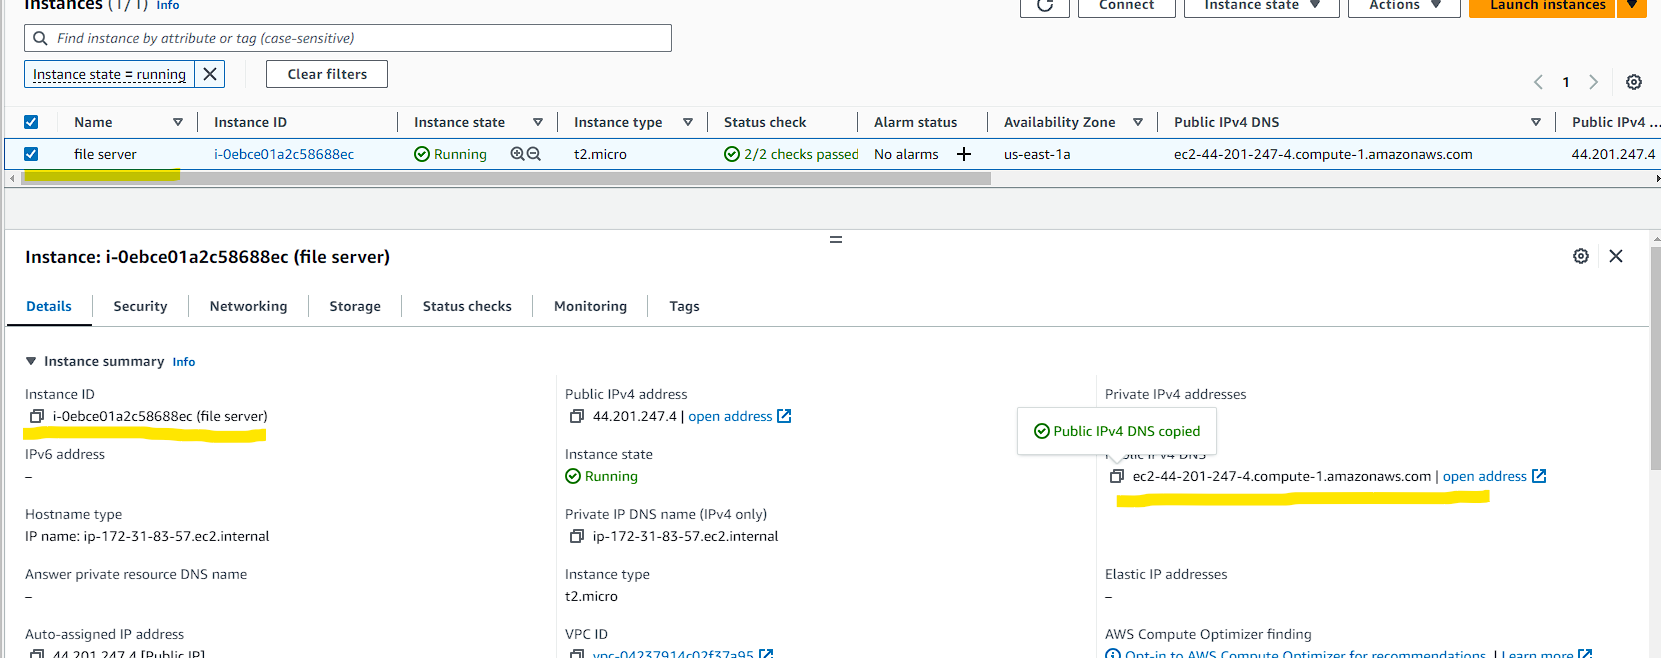 Instances (1/1) Info
Connect Instance state Actions Launch instances
Find instance by attribute or tag (case-sensitive)
Instance state = running Clear filters
1
Name Instance ID Instance state Instance type Status check Alarm status Availability Zone Public IPv4 DNS Public IPv4 ...
file server i-0ebce01a2c58688ec Running t2.micro 2/2 checks passed No alarms us-east-1a ec2-44-201-247-4.compute-1.amazonaws.com 44.201.247.4
Instance: i-0ebce01a2c58688ec (file server)
Details Security Networking Storage Status checks Monitoring Tags
Instance summary Info
Instance ID
i-0ebce01a2c58688ec (file server)
Public IPv4 address
44.201.247.4 | open address
Private IPv4 addresses
Public IPv4 DNS copied
IPv6 address
–
Instance state
Running
Public IPv4 DNS
ec2-44-201-247-4.compute-1.amazonaws.com | open address
Hostname type
IP name: ip-172-31-83-57.ec2.internal
Private IP DNS name (IPv4 only)
ip-172-31-83-57.ec2.internal
Answer private resource DNS name
–
Instance type
t2.micro
Elastic IP addresses
–
Auto-assigned IP address
44.201.247.4 [Public IP]
VPC ID
vpc-04237914c02f37a95
AWS Compute Optimizer finding
Opt-in to AWS Compute Optimizer for recommendations. | Learn more